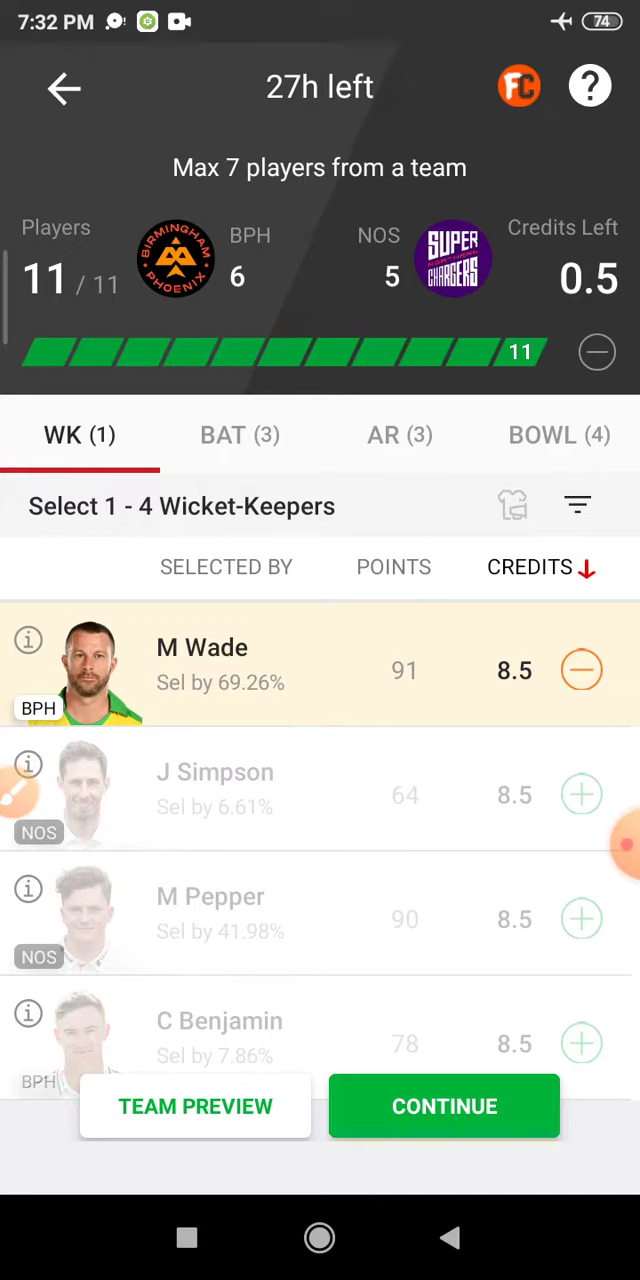 7:32 PM
74
27h left
FC
?
Max 7 players from a team
Players
BPH
NOS
Credits Left
BIRMINGHAM
PHOENIX
SUPER
NORTHERN
CHARGERS
11 / 11
6
5
0.5
11
WK (1)
BAT (3)
AR (3)
BOWL (4)
Select 1 - 4 Wicket-Keepers
SELECTED BY
POINTS
CREDITS
M Wade
Sel by 69.26%
91
8.5
BPH
J Simpson
Sel by 6.61%
64
8.5
NOS
M Pepper
Sel by 41.98%
90
8.5
NOS
C Benjamin
Sel by 7.86%
78
8.5
BPH
TEAM PREVIEW
CONTINUE